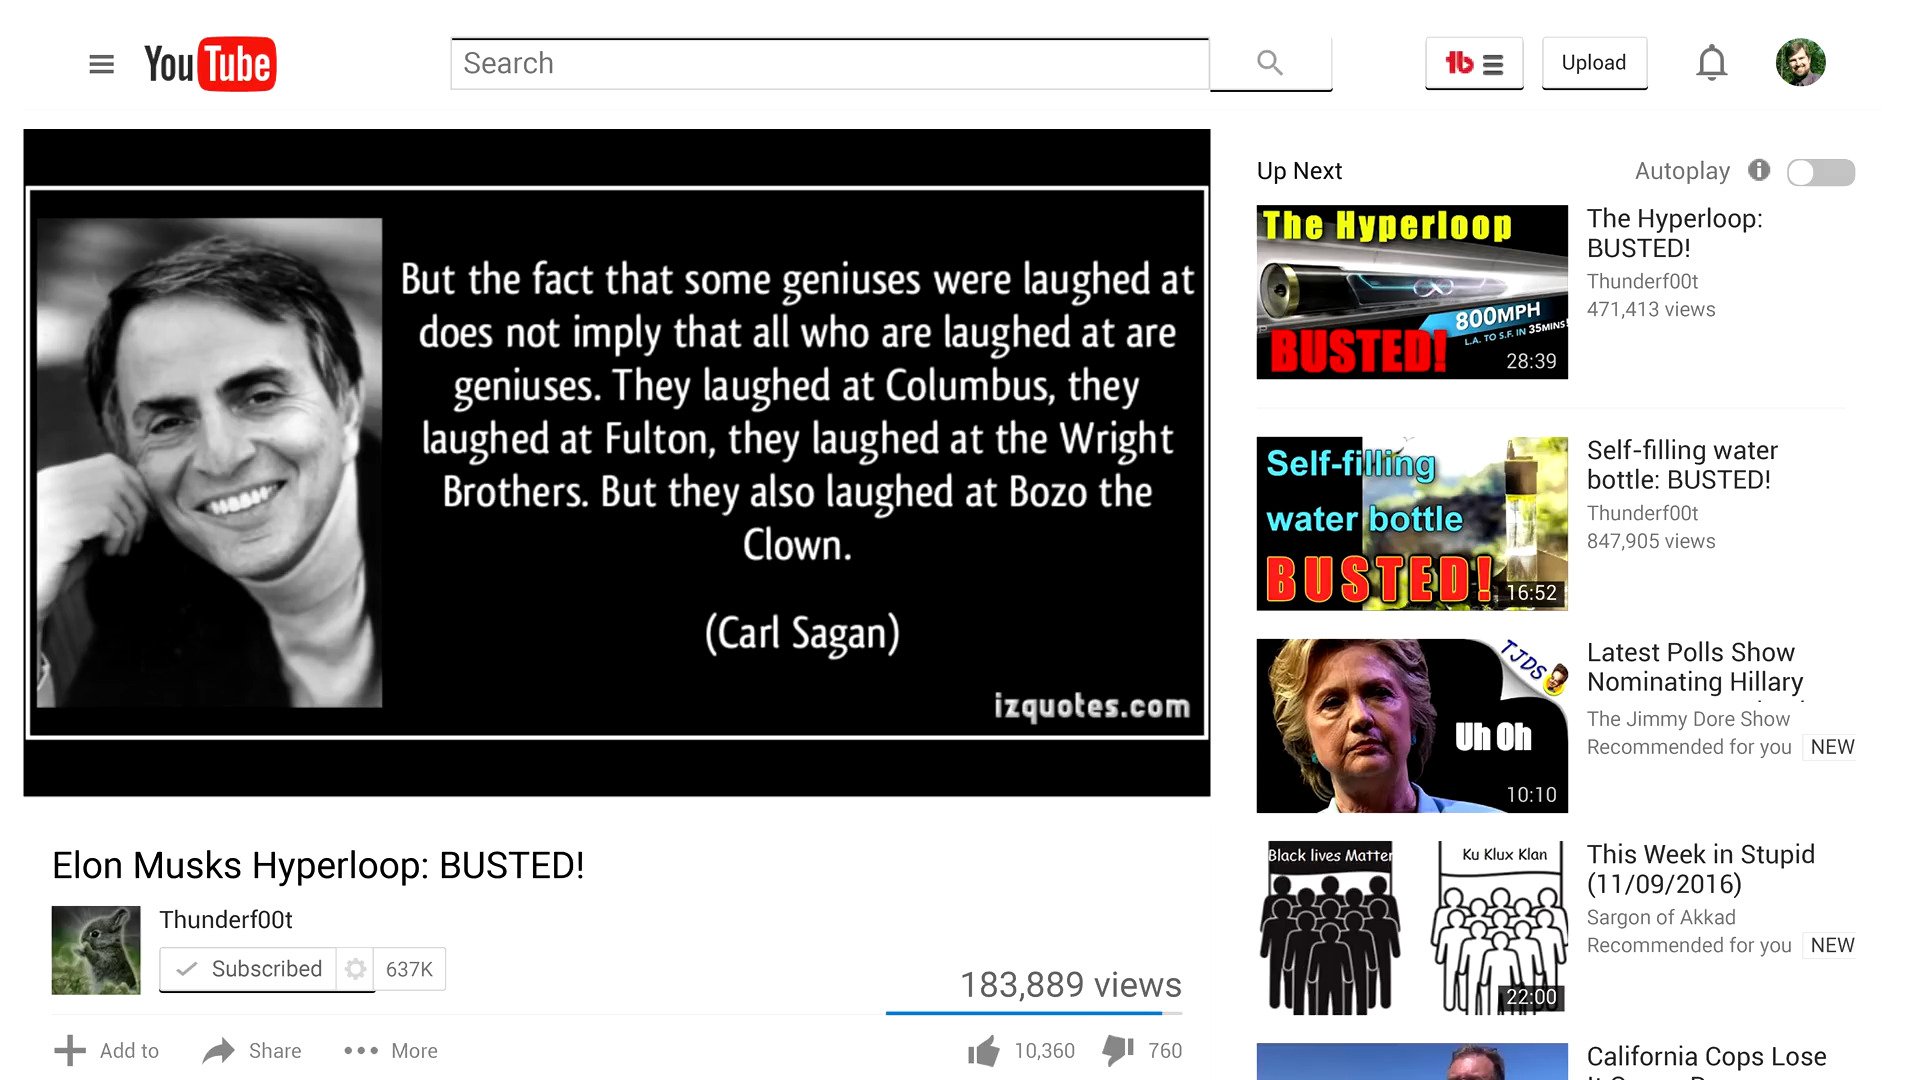 YouTube
Search
Upload
But the fact that some geniuses were laughed at
does not imply that all who are laughed at are
geniuses. They laughed at Columbus, they
laughed at Fulton, they laughed at the Wright
Brothers. But they also laughed at Bozo the
Clown.
(Carl Sagan)
izquotes.com
Elon Musks Hyperloop: BUSTED!
Thunderf00t
Subscribed 637K
183,889 views
Add to Share More
10,360 760
Up Next
Autoplay
The Hyperloop
800MPH
L.A. TO S.F. IN 35MINS!
BUSTED!
28:39
The Hyperloop:
BUSTED!
Thunderf00t
471,413 views
Self-filling
water bottle
BUSTED!
16:52
Self-filling water
bottle: BUSTED!
Thunderf00t
847,905 views
TJDS
Uh Oh
10:10
Latest Polls Show
Nominating Hillary
The Jimmy Dore Show
Recommended for you NEW
Black lives Matter
Ku Klux Klan
22:00
This Week in Stupid
(11/09/2016)
Sargon of Akkad
Recommended for you NEW
California Cops Lose